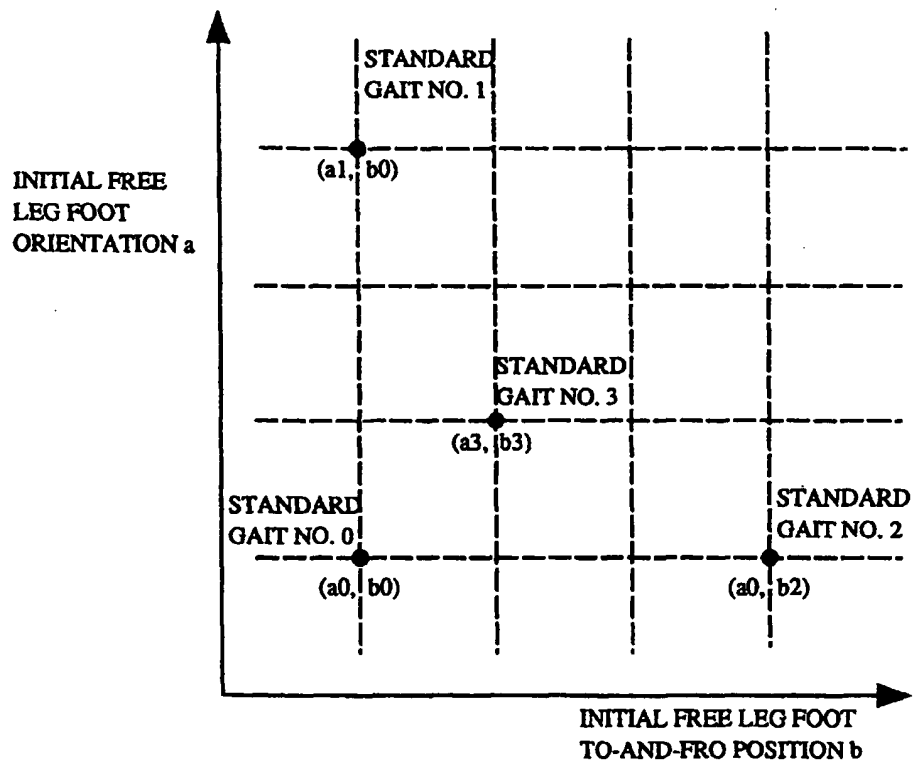 STANDARD
GAIT NO. 1
(a1, b0)
INITIAL FREE
LEG FOOT
ORIENTATION a
STANDARD
GAIT NO. 3
(a3, b3)
STANDARD
GAIT NO. 0
(a0, b0)
STANDARD
GAIT NO. 2
(a0, b2)
INITIAL FREE LEG FOOT
TO-AND-FRO POSITION b